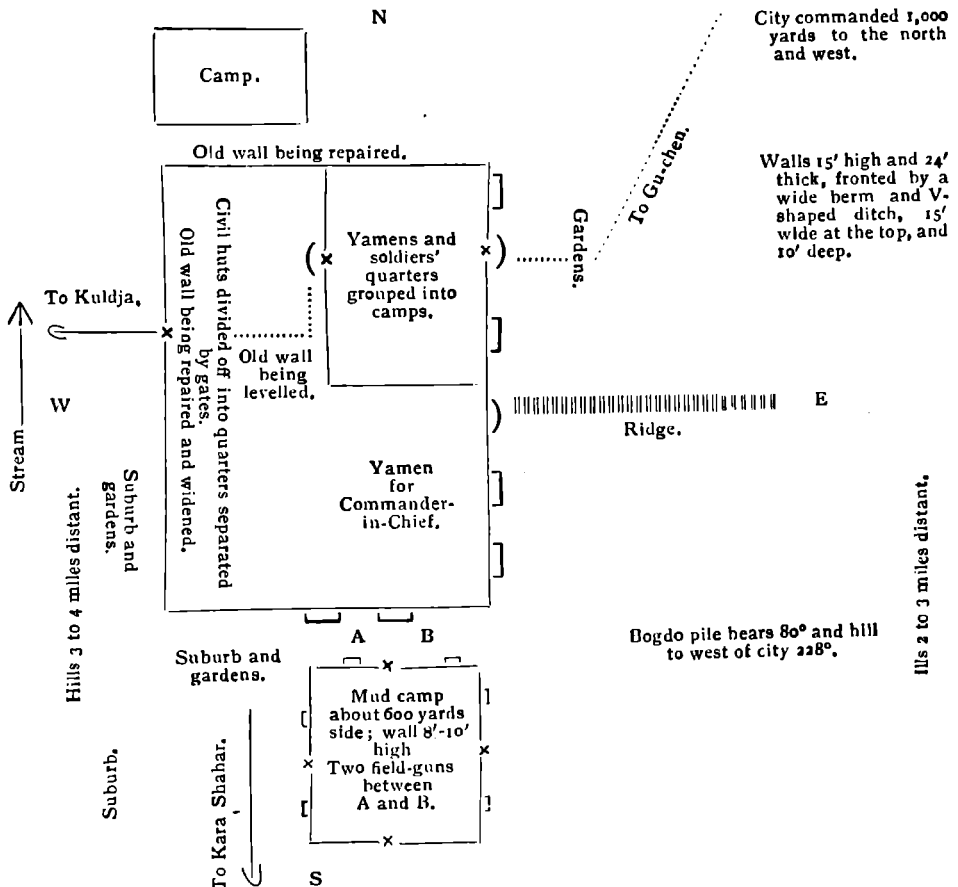 N
City commanded 1,000
yards to the north
and west.
Camp.
Old wall being repaired.
To Gu-chen.
Walls 15' high and 24'
thick, fronted by a
wide berm and V-
shaped ditch, 15'
wide at the top, and
10' deep.
Gardens.
Yamens and
soldiers'
quarters
grouped into
camps.
×
×
Civil huts divided off into quarters separated
by gates.
Old wall being repaired and widened.
To Kuldja.
×
Old wall
being
levelled.
Stream
W
E
Ridge.
Yamen
for
Commander-
in-Chief.
Suburb and
gardens.
Hills 3 to 4 miles distant.
lls 2 to 3 miles distant.
A
B
Bogdo pile bears 80° and hill
to west of city 228°.
Suburb and
gardens.
×
Mud camp
about 600 yards
side; wall 8'-10'
high
Two field-guns
between
A and B.
×
×
×
Suburb.
To Kara Shahar.
S